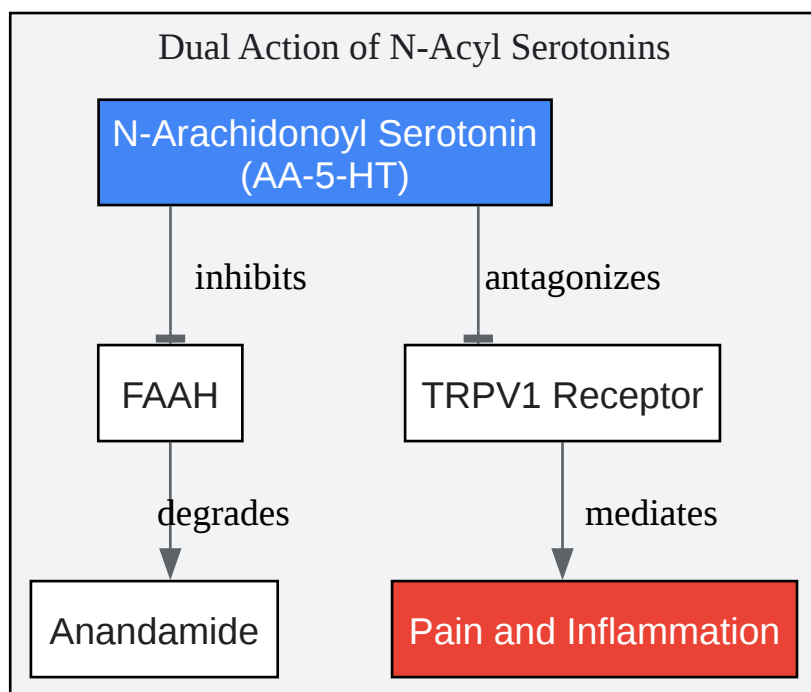 Dual Action of N-Acyl Serotonins
N-Arachidonoyl Serotonin
(AA-5-HT)
inhibits
antagonizes
FAAH
TRPV1 Receptor
degrades
mediates
Anandamide
Pain and Inflammation